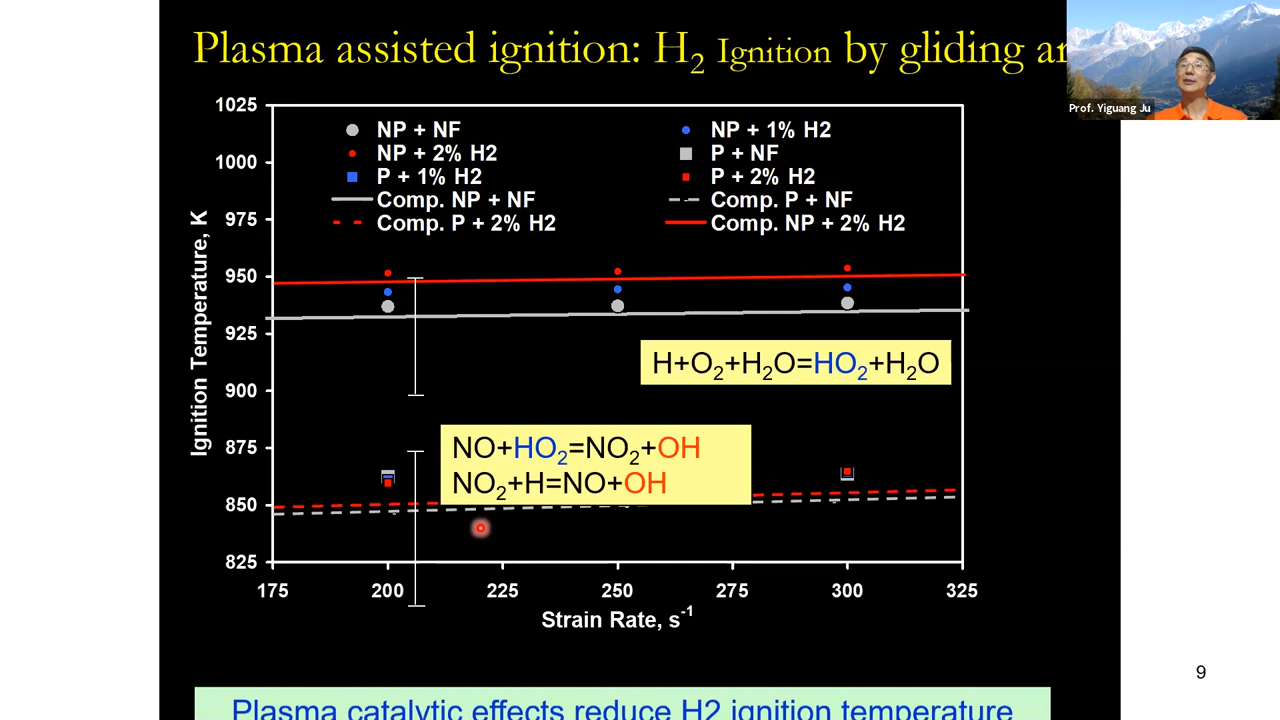 Plasma assisted ignition: H2 Ignition by gliding
Prof. Yiguang Ju
1025
1000
975
950
925
900
875
850
825
Ignition Temperature, K
NP + NF
NP + 1% H2
NP + 2% H2
P + NF
P + 1% H2
P + 2% H2
Comp. NP + NF
Comp. P + NF
Comp. P + 2% H2
Comp. NP + 2% H2
H+O2+H2O=HO2+H2O
NO+HO2=NO2+OH
NO2+H=NO+OH
175
200
225
250
275
300
325
Strain Rate, s-1
9
Plasma catalytic effects reduce H2 ignition temperature